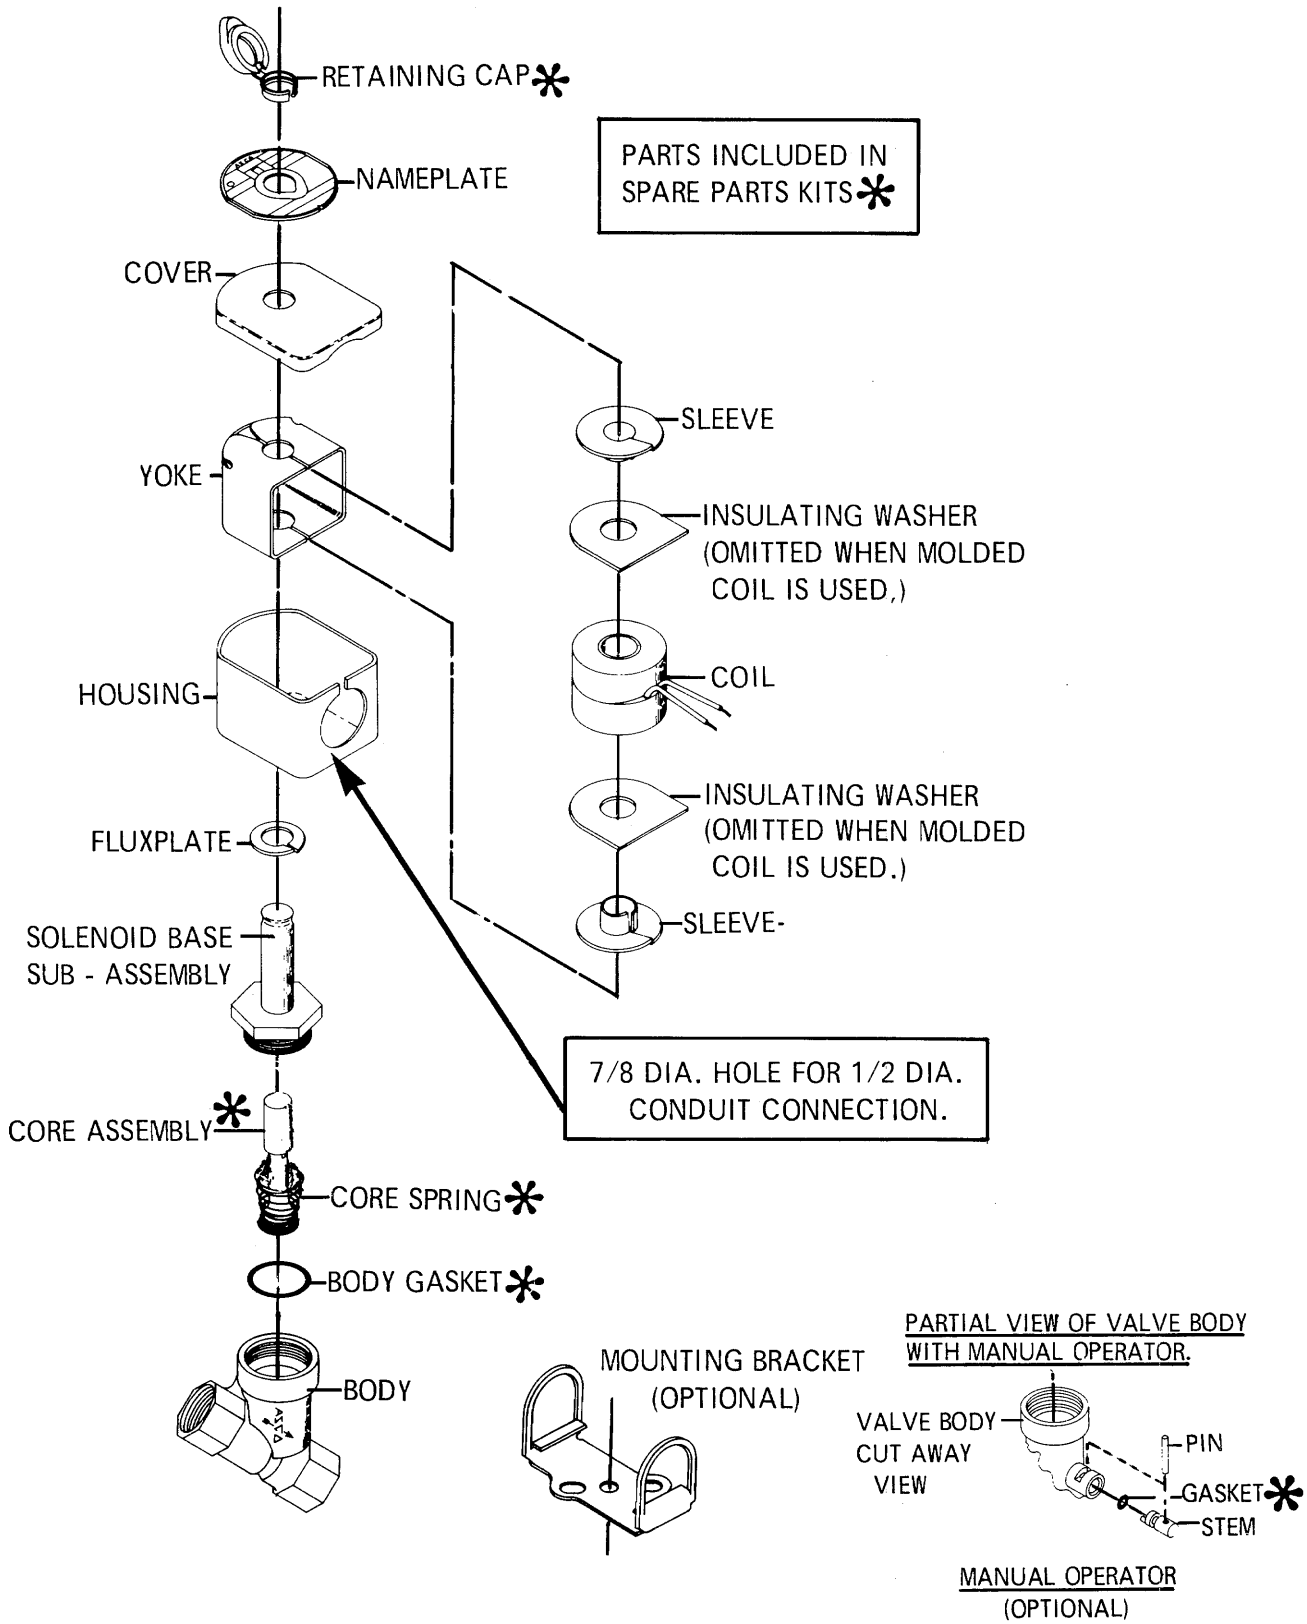 RETAINING CAP*
PARTS INCLUDED IN
SPARE PARTS KITS*
NAMEPLATE
COVER
SLEEVE
YOKE
INSULATING WASHER
(OMITTED WHEN MOLDED
COIL IS USED,)
COIL
HOUSING
INSULATING WASHER
(OMITTED WHEN MOLDED
COIL IS USED.)
FLUXPLATE
SLEEVE-
SOLENOID BASE
SUB - ASSEMBLY
7/8 DIA. HOLE FOR 1/2 DIA.
CONDUIT CONNECTION.
CORE ASSEMBLY*
CORE SPRING*
BODY GASKET*
BODY
MOUNTING BRACKET
(OPTIONAL)
PARTIAL VIEW OF VALVE BODY
WITH MANUAL OPERATOR.
VALVE BODY
CUT AWAY
VIEW
PIN
GASKET*
STEM
MANUAL OPERATOR
(OPTIONAL)